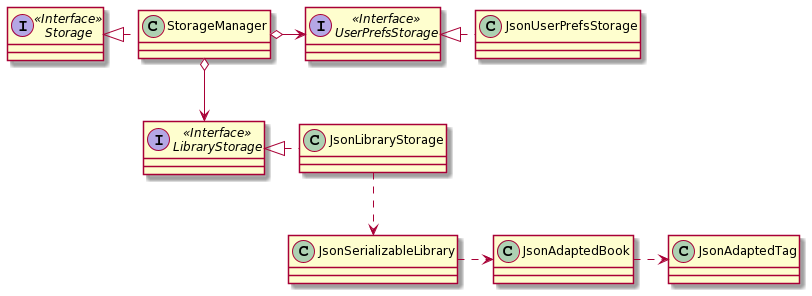 I
«Interface»
Storage
C
StorageManager
I
«Interface»
UserPrefsStorage
C
JsonUserPrefsStorage
I
«Interface»
LibraryStorage
C
JsonLibraryStorage
C
JsonSerializableLibrary
C
JsonAdaptedBook
C
JsonAdaptedTag